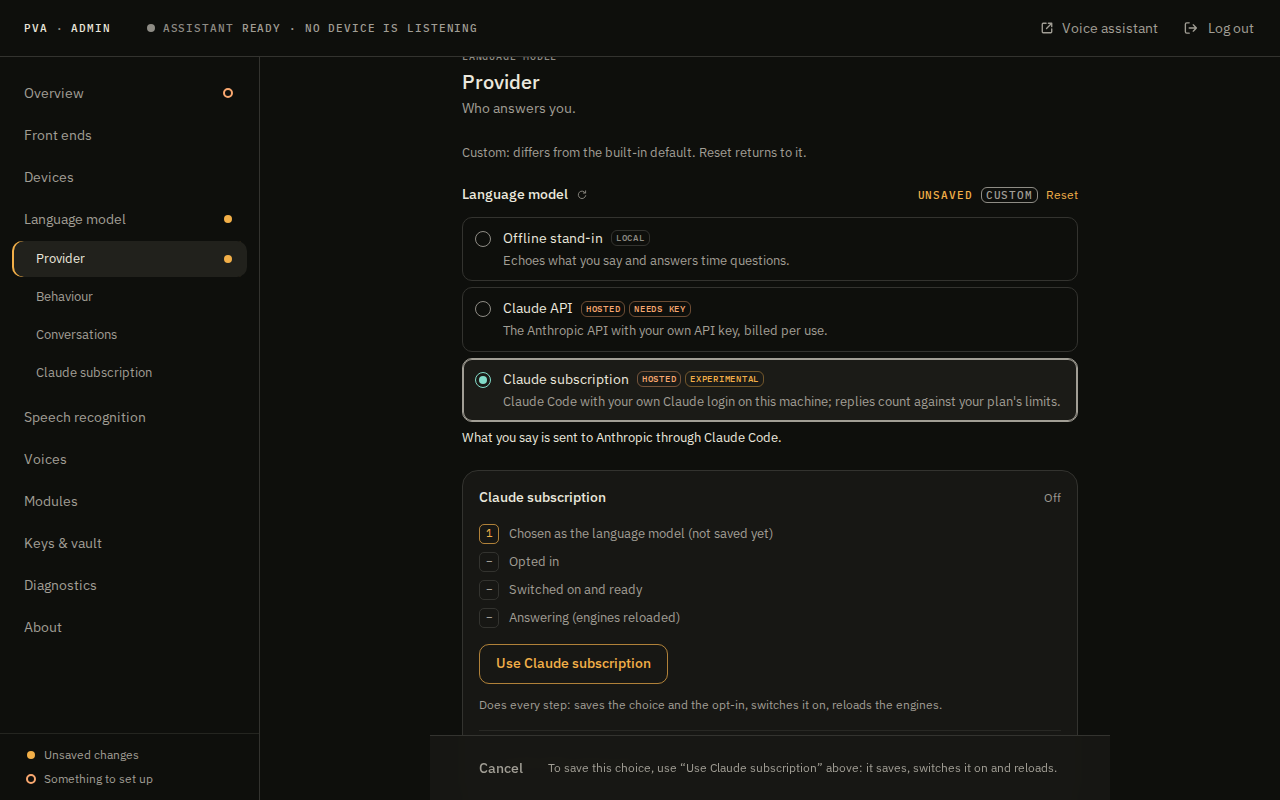 PVA · ADMIN
ASSISTANT READY · NO DEVICE IS LISTENING
Voice assistant
Log out
Overview
Front ends
Devices
Language model
Provider
Behaviour
Conversations
Claude subscription
Speech recognition
Voices
Modules
Keys & vault
Diagnostics
About
Unsaved changes
Something to set up
LANGUAGE MODEL
Provider
Who answers you.
Custom: differs from the built-in default. Reset returns to it.
Language model
UNSAVED CUSTOM Reset
Offline stand-in LOCAL
Echoes what you say and answers time questions.
Claude API HOSTED NEEDS KEY
The Anthropic API with your own API key, billed per use.
Claude subscription HOSTED EXPERIMENTAL
Claude Code with your own Claude login on this machine; replies count against your plan's limits.
What you say is sent to Anthropic through Claude Code.
Claude subscription
Off
1 Chosen as the language model (not saved yet)
– Opted in
– Switched on and ready
– Answering (engines reloaded)
Use Claude subscription
Does every step: saves the choice and the opt-in, switches it on, reloads the engines.
Cancel
To save this choice, use “Use Claude subscription” above: it saves, switches it on and reloads.